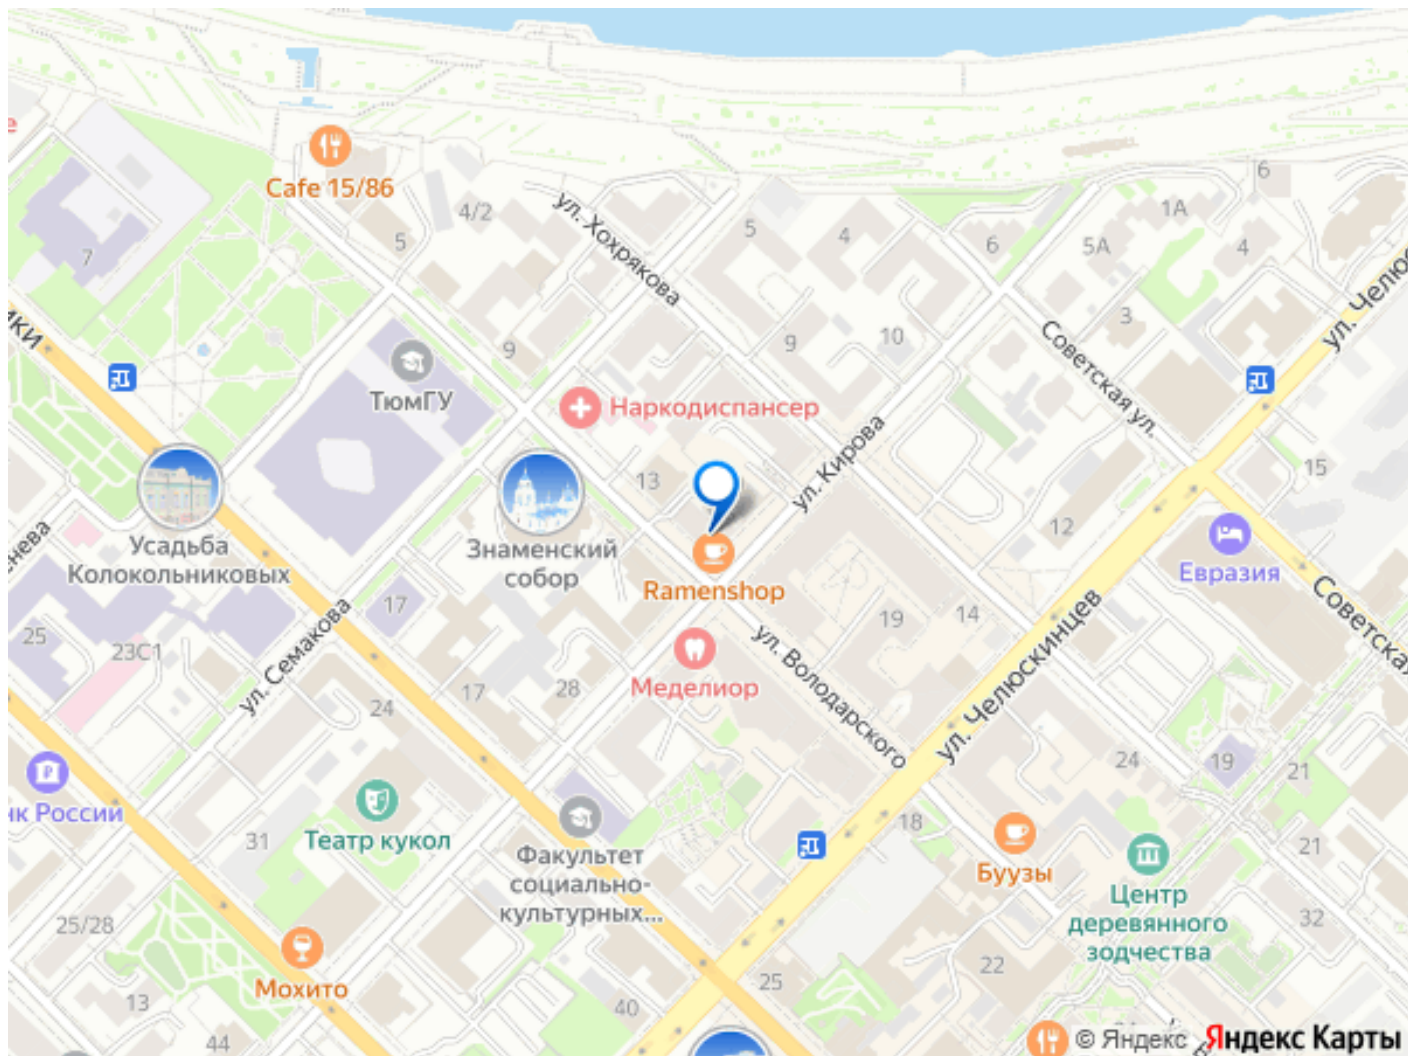 Cafe 15/86
4/2
5
7
ул. Хохрякова
5
4
6
1А
5А
4
6
3
ул. Челюс
ики
9
9
10
Советская ул.
ТюмГУ
Наркодиспансер
ул. Кирова
13
15
12
Усадьба
Колокольниковых
Знаменский
собор
Ramenshop
Евразия
Советская
енева
17
19
14
25
23С1
ул. Семакова
17
28
24
Меделиор
ул. Володарского
ул. Челюскинцев
24
19
21
нк России
31
Театр кукол
Факультет
социально-
культурных...
18
Буузы
21
Центр
деревянного
зодчества
32
25/28
Мохито
13
44
40
25
22
© Яндекс Яндекс Карты